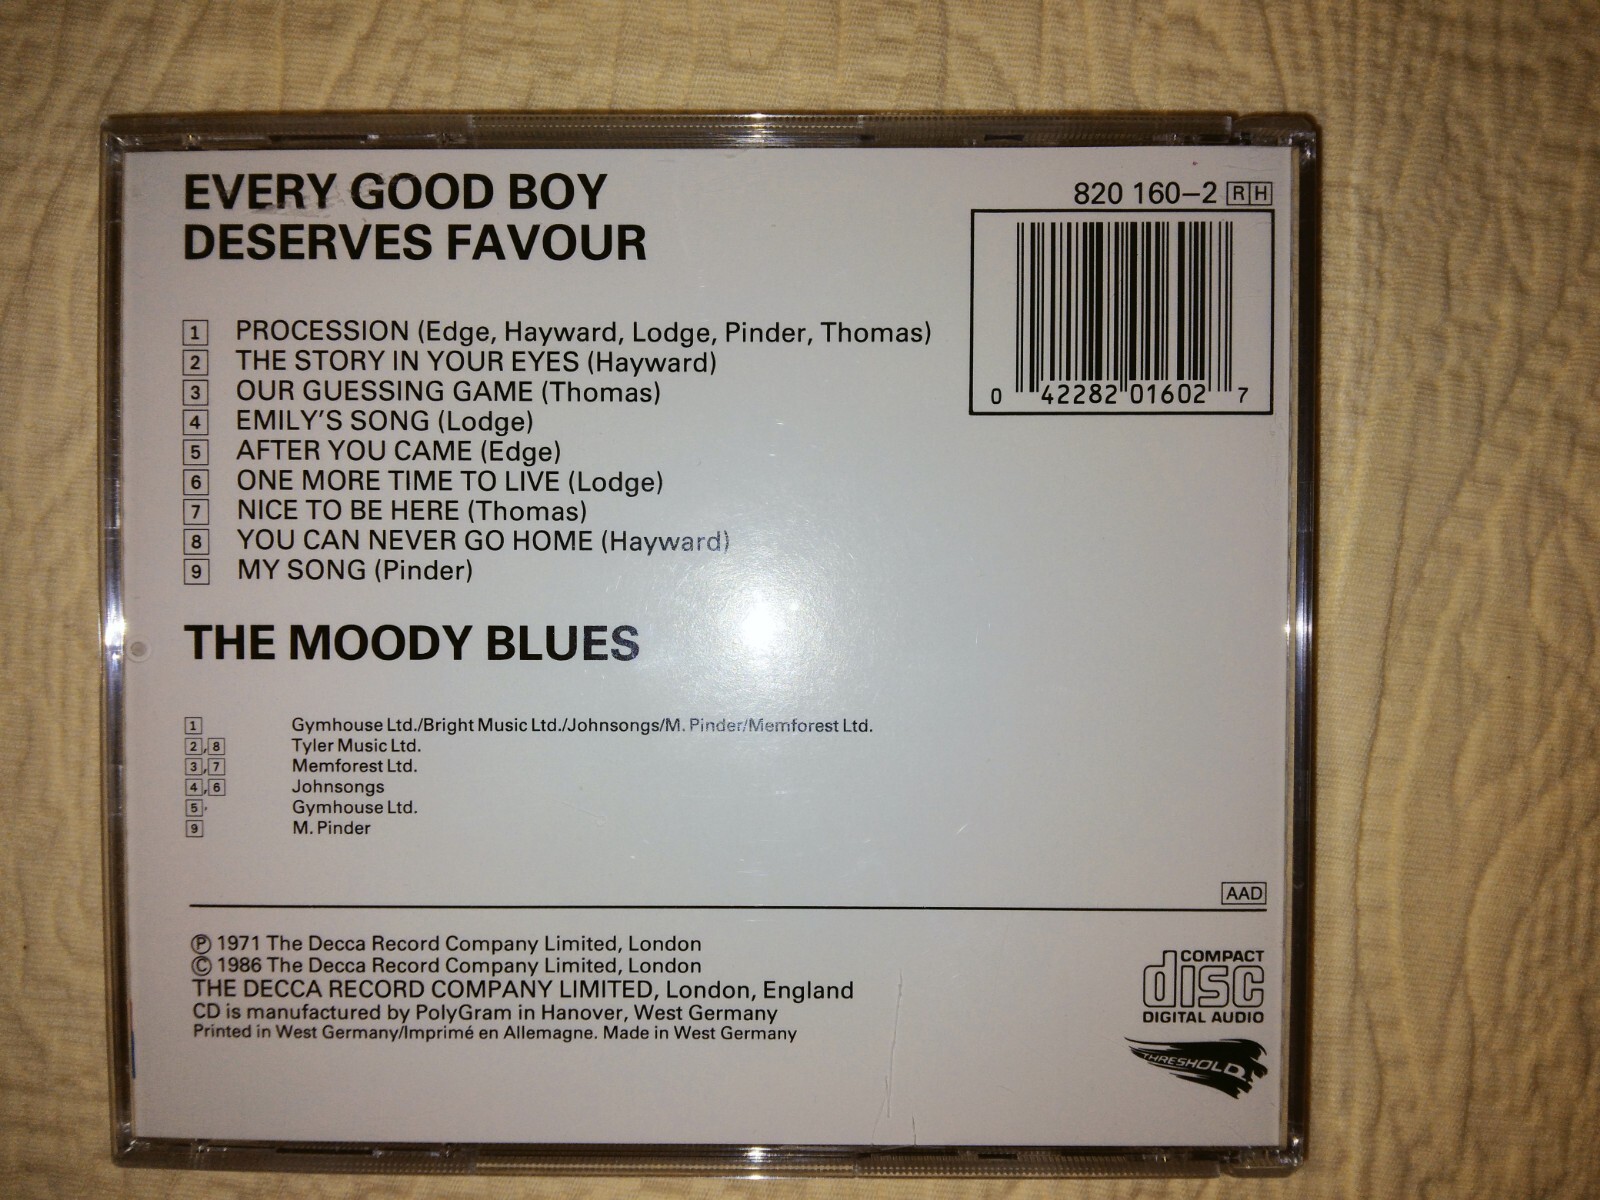 EVERY GOOD BOY
DESERVES FAVOUR
820 160-2 RH
0 42282 01602 7
1 PROCESSION (Edge, Hayward, Lodge, Pinder, Thomas)
2 THE STORY IN YOUR EYES (Hayward)
3 OUR GUESSING GAME (Thomas)
4 EMILY'S SONG (Lodge)
5 AFTER YOU CAME (Edge)
6 ONE MORE TIME TO LIVE (Lodge)
7 NICE TO BE HERE (Thomas)
8 YOU CAN NEVER GO HOME (Hayward)
9 MY SONG (Pinder)
THE MOODY BLUES
1 Gymhouse Ltd./Bright Music Ltd./Johnsongs/M. Pinder/Memforest Ltd.
2,8 Tyler Music Ltd.
3,7 Memforest Ltd.
4,6 Johnsongs
5 Gymhouse Ltd.
9 M. Pinder
AAD
℗ 1971 The Decca Record Company Limited, London
© 1986 The Decca Record Company Limited, London
THE DECCA RECORD COMPANY LIMITED, London, England
CD is manufactured by PolyGram in Hanover, West Germany
Printed in West Germany/Imprimé en Allemagne. Made in West Germany
COMPACT
disc
DIGITAL AUDIO
THRESHOLD